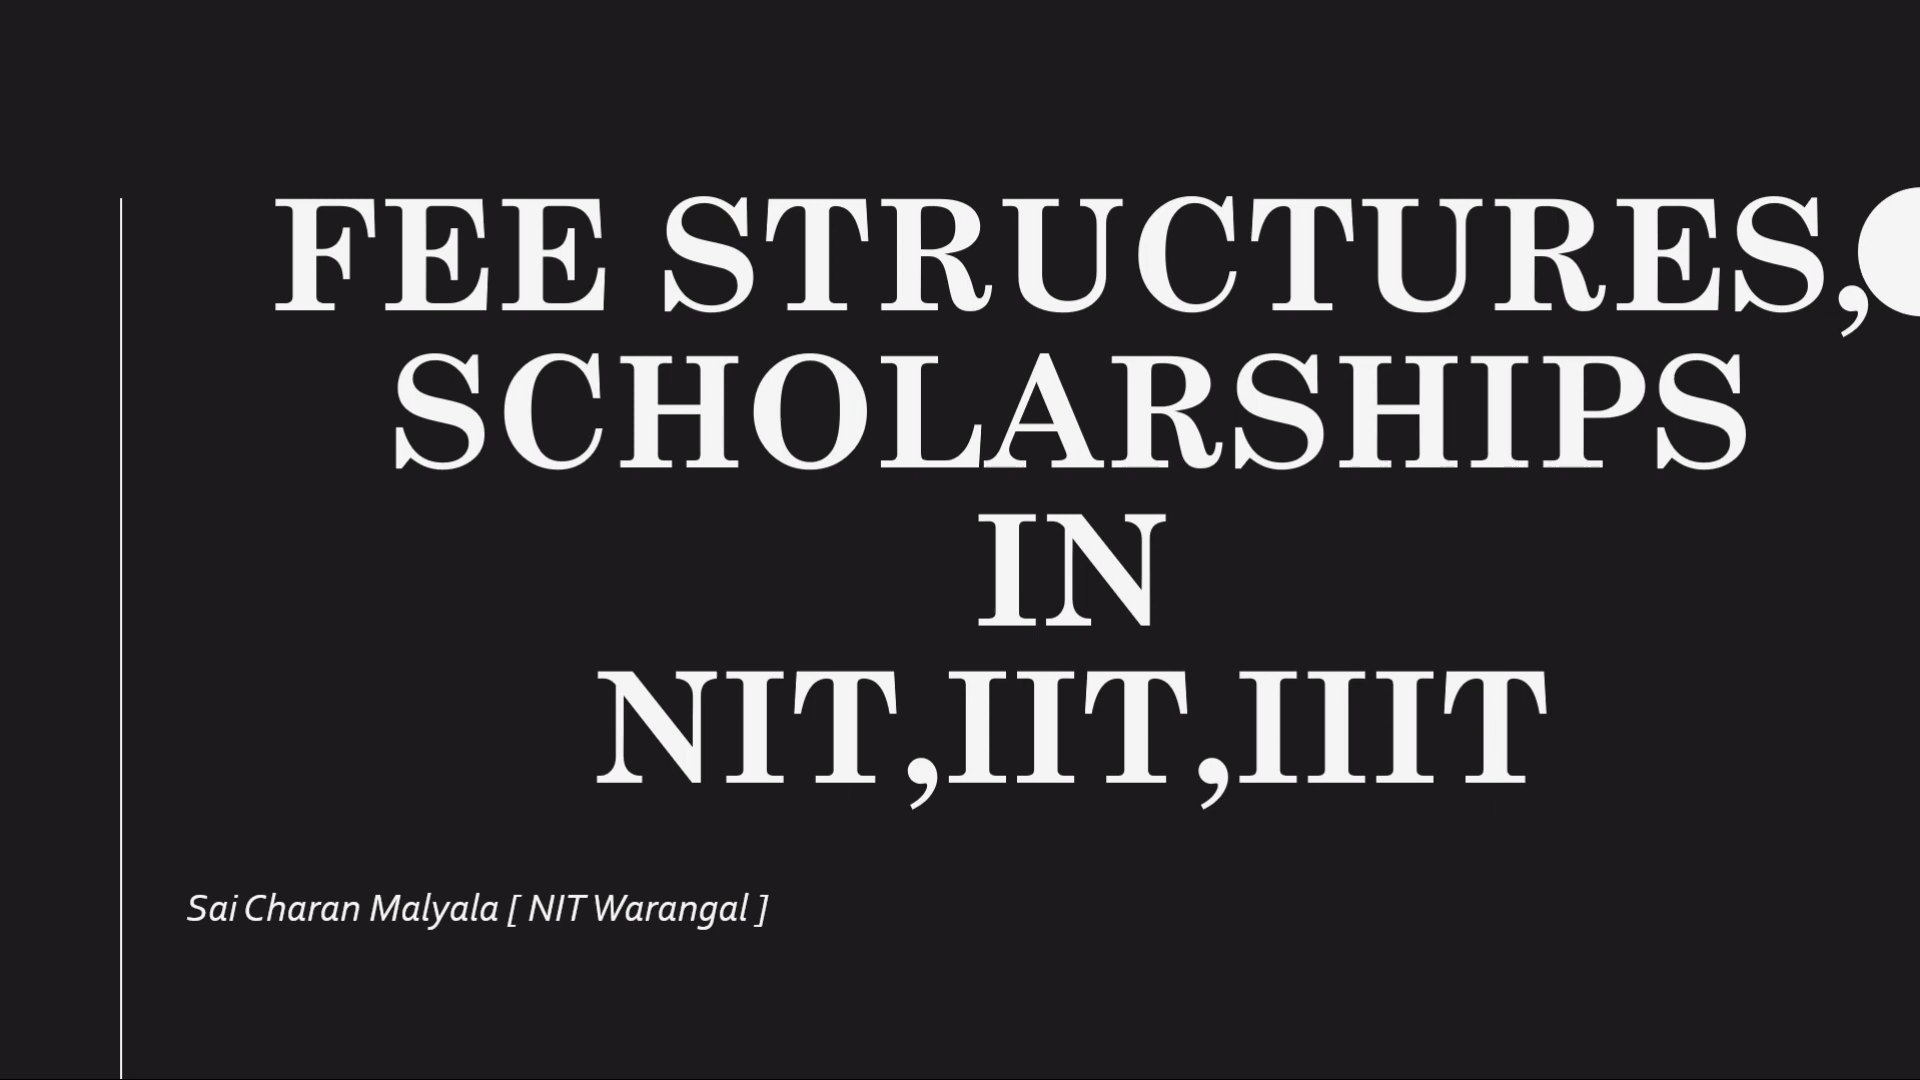 FEE STRUCTURES,
SCHOLARSHIPS
IN
NIT,IIT,IIIT
Sai Charan Malyala [ NIT Warangal ]